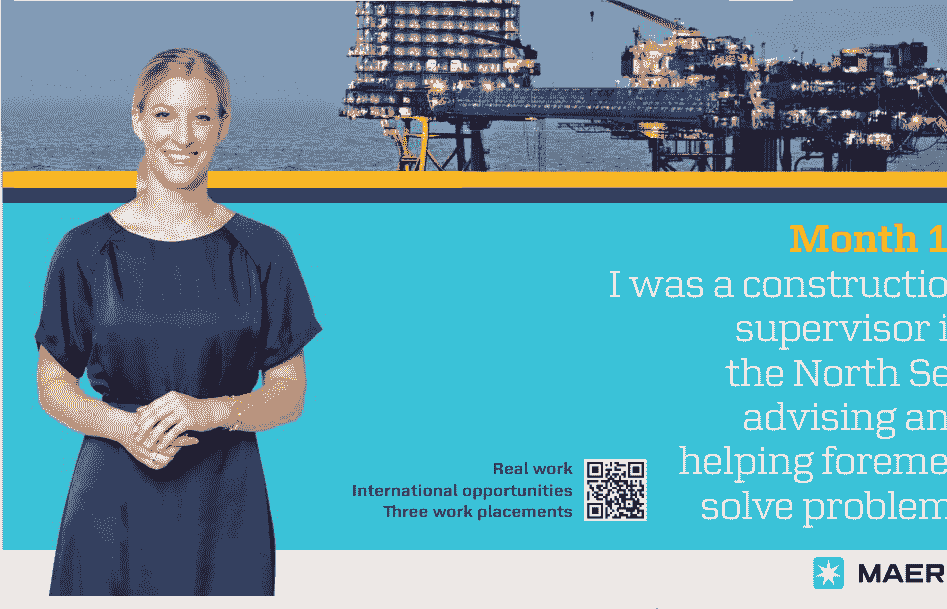 Month 1
I was a constructio
supervisor i
the North Se
advising an
helping foreme
solve problem
Real work
International opportunities
Three work placements
MAER